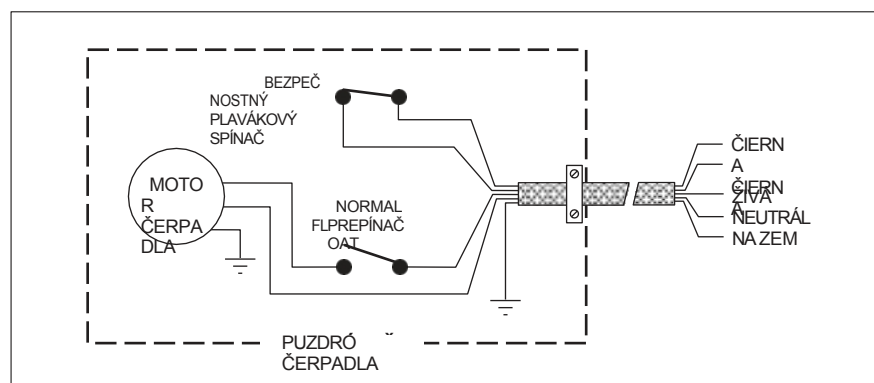 BEZPEČ
NOSTNÝ
PLAVÁKOVÝ
SPÍNAČ
MOTO
R
ČERPA
DLA
NORMAL
FLPREPÍNAČ
OAT
ČIERN
A
ČIERN
ŽIVÁ
A
NEUTRÁL
NA ZEM
PUZDRÓ
ČERPADLA